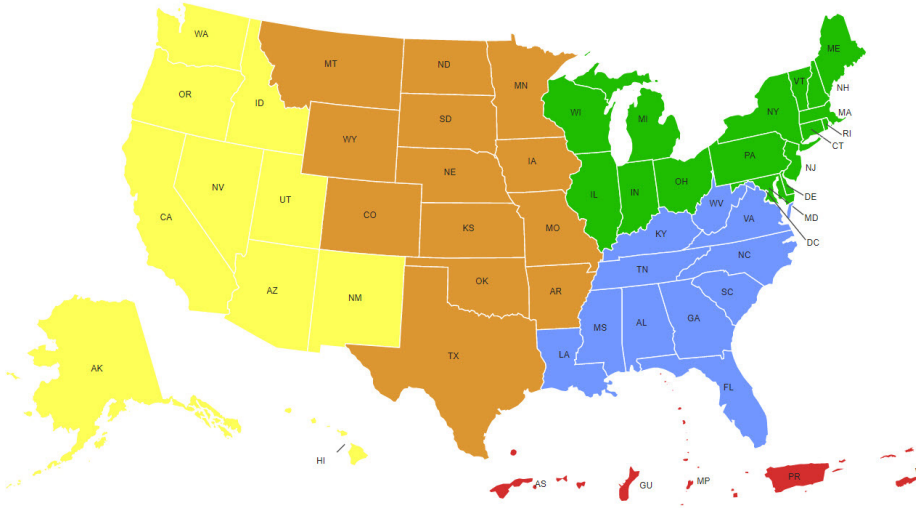 WA
OR
ID
MT
ND
MN
SD
WY
NE
IA
WI
MI
NY
VT
ME
NH
MA
RI
CT
PA
NJ
OH
IN
IL
DE
MD
DC
CA
NV
UT
CO
KS
MO
KY
WV
VA
AZ
NM
OK
AR
TN
NC
SC
TX
LA
MS
AL
GA
FL
AK
HI
AS
GU
MP
PR